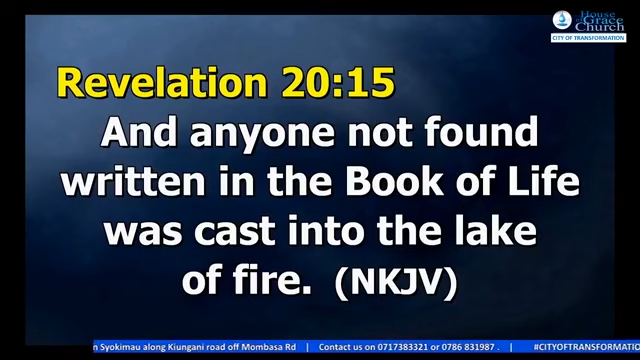 House
of Grace
Church
CITY OF TRANSFORMATION
Revelation 20:15
And anyone not found
written in the Book of Life
was cast into the lake
of fire. (NKJV)
n Syokimau along Kiungani road off Mombasa Rd | Contact us on 0717383321 or 0786 831987 . | #CITYOFTRANSFORMATIO